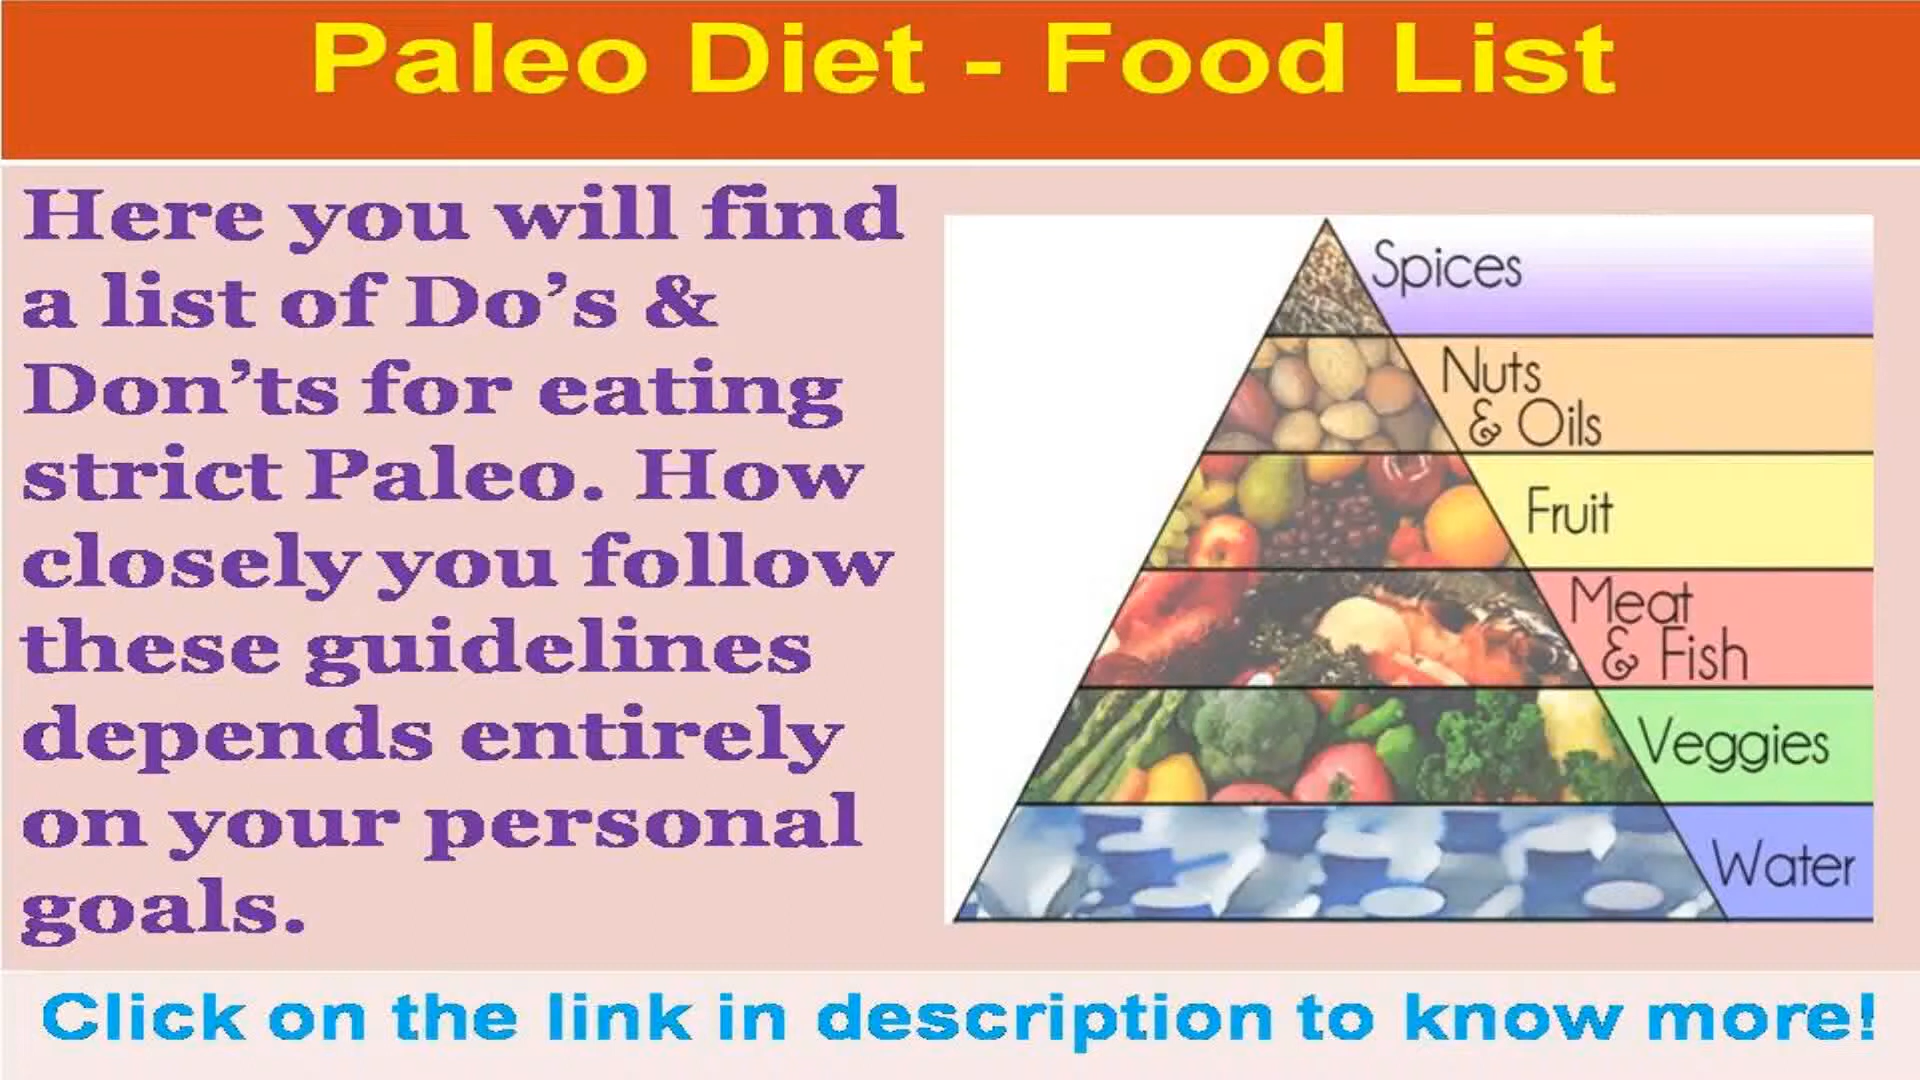 Paleo Diet - Food List
Here you will find
a list of Do’s &
Don’ts for eating
strict Paleo. How
closely you follow
these guidelines
depends entirely
on your personal
goals.
Spices
Nuts
& Oils
Fruit
Meat
& Fish
Veggies
Water
Click on the link in description to know more!